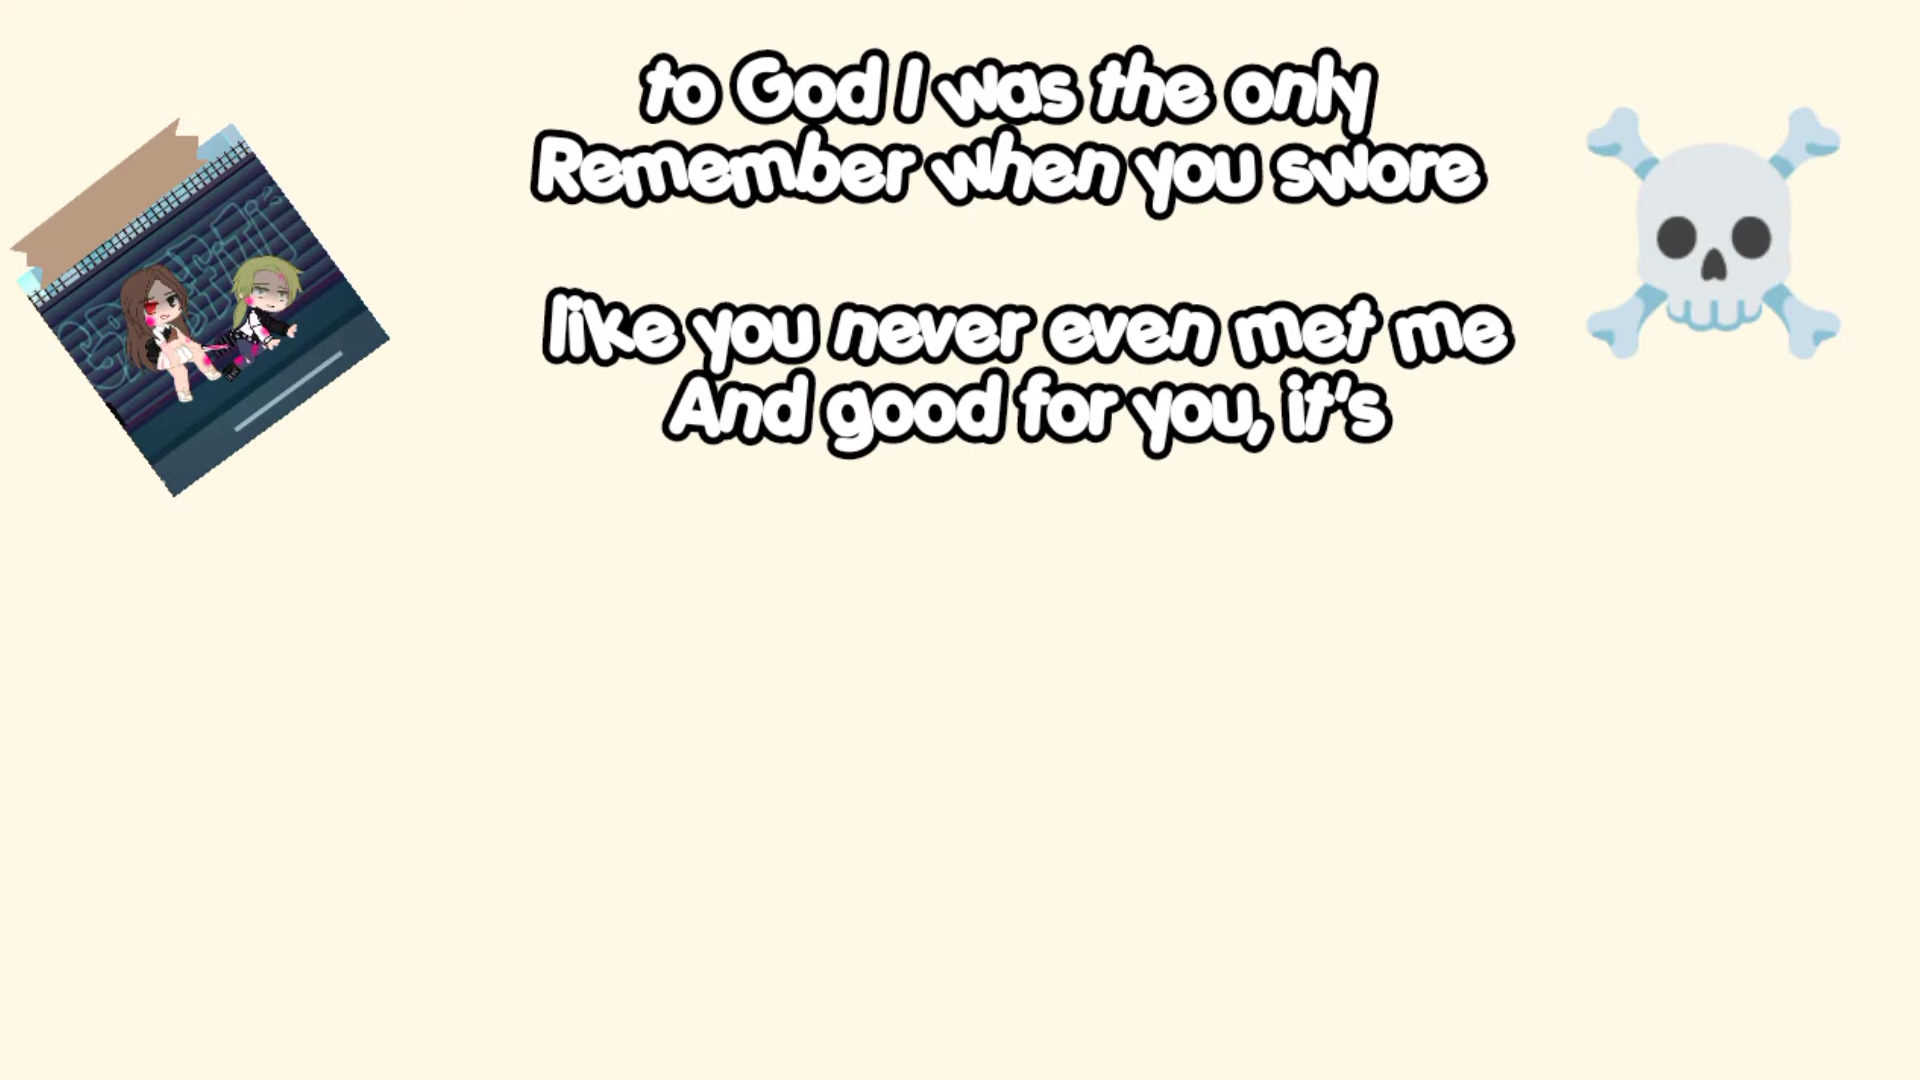 to God I was the only
Remember when you swore
like you never even met me
And good for you, it's